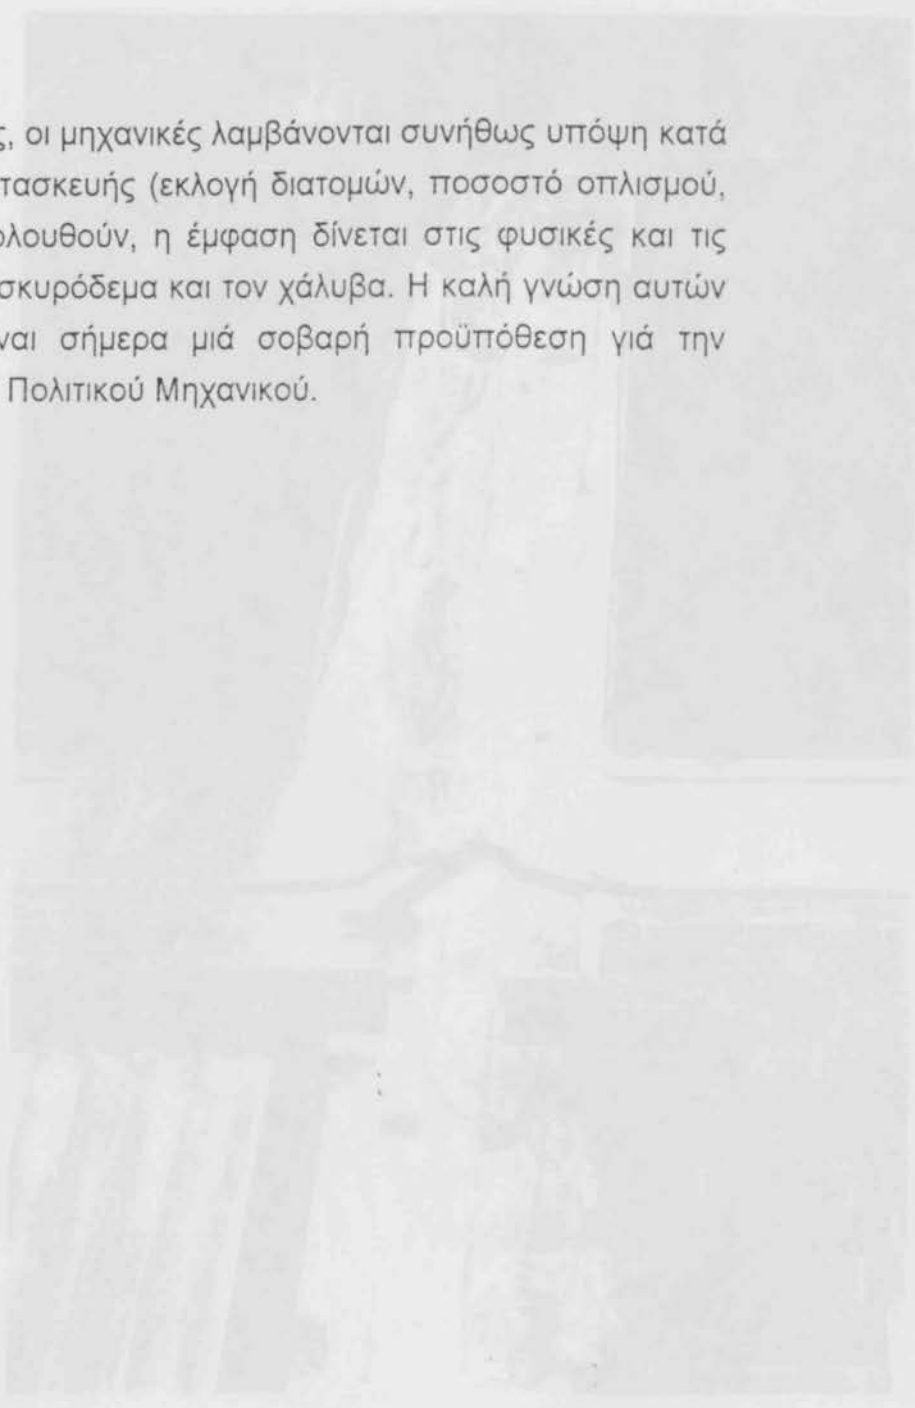 ς, οι μηχανικές λαμβάνονται συνήθως υπόψη κατά
τασκευής (εκλογή διατομών, ποσοστό οπλισμού,
ολουθούν, η έμφαση δίνεται στις φυσικές και τις
σκυρόδεμα και τον χάλυβα. Η καλή γνώση αυτών
ναι σήμερα μιά σοβαρή προϋπόθεση γιά την
Πολιτικού Μηχανικού.